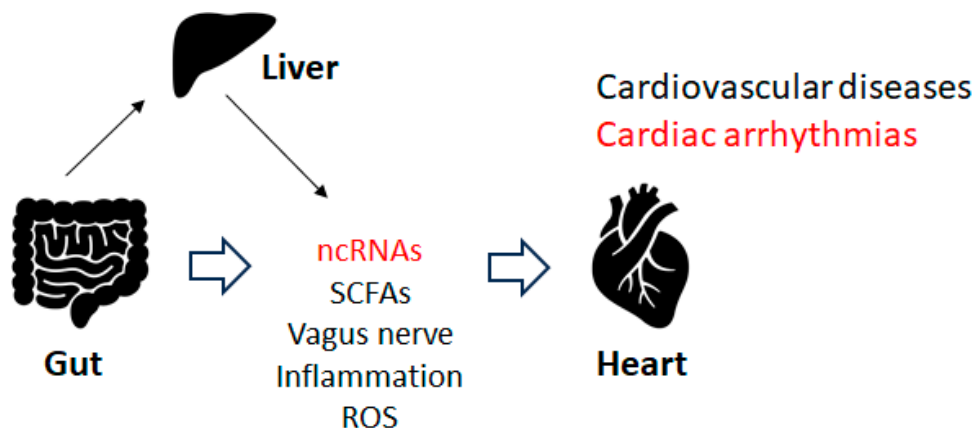 Liver
Cardiovascular diseases
Cardiac arrhythmias
Gut
ncRNAs
SCFAs
Vagus nerve
Inflammation
ROS
Heart